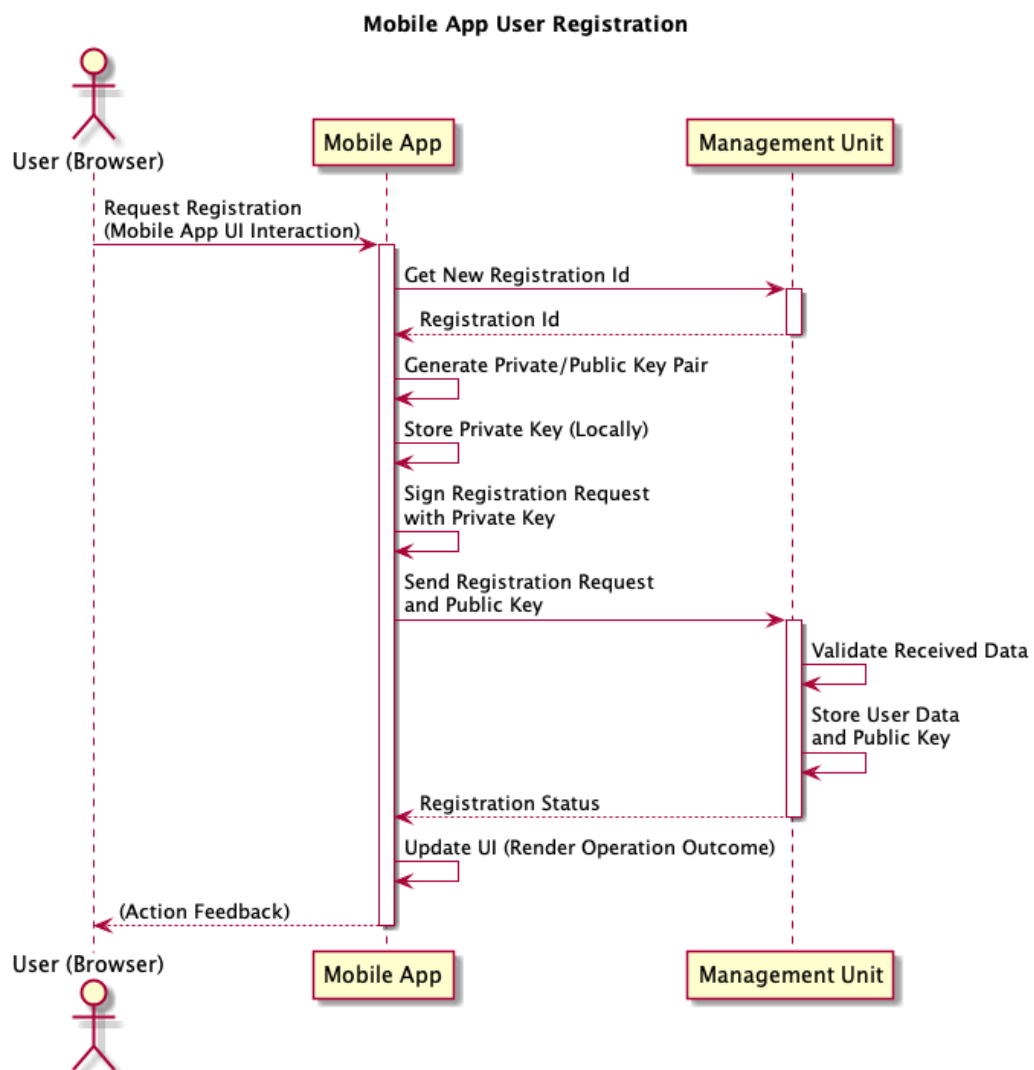 Mobile App User Registration
User (Browser)
Mobile App
Management Unit
Request Registration
(Mobile App UI Interaction)
Get New Registration Id
Registration Id
Generate Private/Public Key Pair
Store Private Key (Locally)
Sign Registration Request
with Private Key
Send Registration Request
and Public Key
Validate Received Data
Store User Data
and Public Key
Registration Status
Update UI (Render Operation Outcome)
(Action Feedback)
User (Browser)
Mobile App
Management Unit